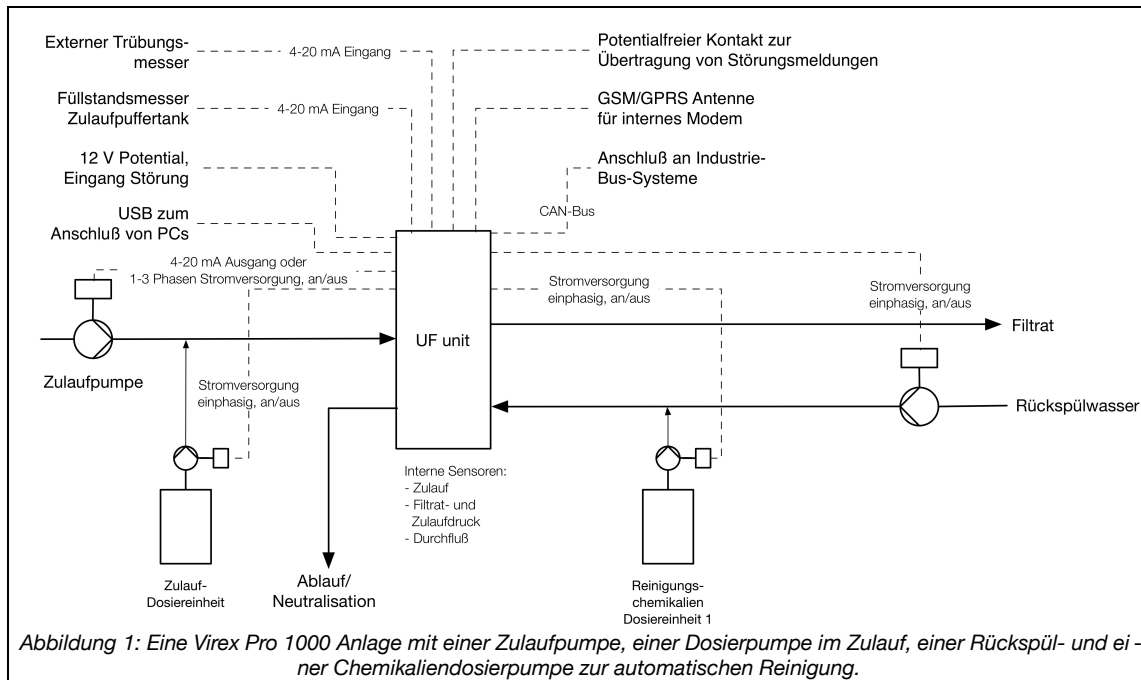 Externer Trübungs-
messer
4-20 mA Eingang
Füllstandsmesser
Zulaufpuffertank
4-20 mA Eingang
12 V Potential,
Eingang Störung
USB zum
Anschluß von PCs
4-20 mA Ausgang oder
1-3 Phasen Stromversorgung, an/aus
Potentialfreier Kontakt zur
Übertragung von Störungsmeldungen
GSM/GPRS Antenne
für internes Modem
Anschluß an Industrie-
Bus-Systeme
CAN-Bus
Stromversorgung
einphasig, an/aus
Stromversorgung
einphasig, an/aus
UF unit
Filtrat
Zulaufpumpe
Stromversorgung
einphasig, an/aus
Rückspülwasser
Interne Sensoren:
- Zulauf
- Filtrat- und
Zulaufdruck
- Durchfluß
Zulauf-
Dosiereinheit
Ablauf/
Neutralisation
Reinigungs-
chemikalien
Dosiereinheit 1
Abbildung 1: Eine Virex Pro 1000 Anlage mit einer Zulaufpumpe, einer Dosierpumpe im Zulauf, einer Rückspül- und ei -
ner Chemikaliendosierpumpe zur automatischen Reinigung.